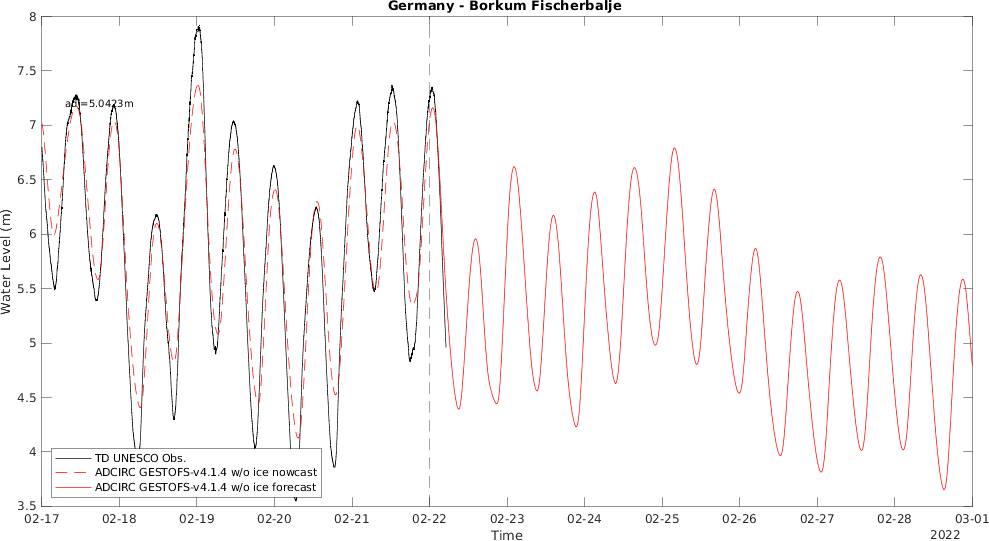 Germany - Borkum Fischerbalje
8
7.5
7
6.5
6
5.5
5
4.5
4
3.5
Water Level (m)
adj=5.0423m
TD UNESCO Obs.
ADCIRC GESTOFS-v4.1.4 w/o ice nowcast
ADCIRC GESTOFS-v4.1.4 w/o ice forecast
02-17 02-18 02-19 02-20 02-21 02-22 02-23 02-24 02-25 02-26 02-27 02-28 03-01
Time
2022